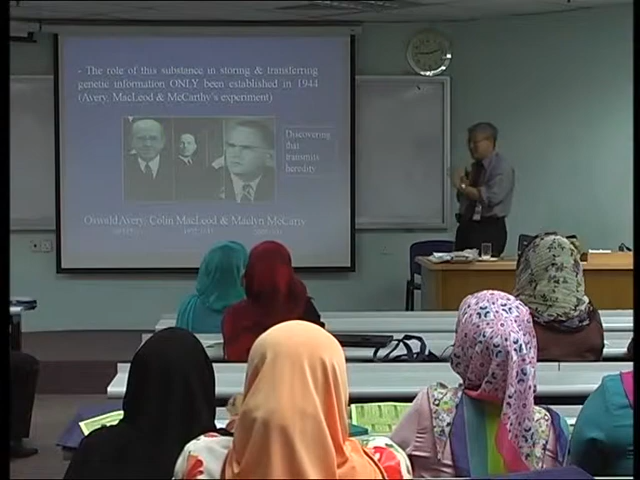 - The role of this substance in storing & transferring
genetic information ONLY been established in 1944
(Avery, MacLeod & McCarthy's experiment)
Discovering
that
transmits
heredity
Oswald Avery, Colin MacLeod & Maclyn McCarty